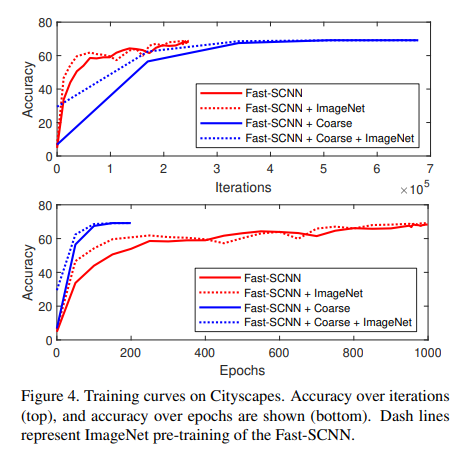 80
60
40
20
0
Accuracy
Fast-SCNN
Fast-SCNN + ImageNet
Fast-SCNN + Coarse
Fast-SCNN + Coarse + ImageNet
0 1 2 3 4 5 6 7
Iterations
×10⁵
80
60
40
20
0
Accuracy
Fast-SCNN
Fast-SCNN + ImageNet
Fast-SCNN + Coarse
Fast-SCNN + Coarse + ImageNet
0 200 400 600 800 1000
Epochs
Figure 4. Training curves on Cityscapes. Accuracy over iterations
(top), and accuracy over epochs are shown (bottom). Dash lines
represent ImageNet pre-training of the Fast-SCNN.